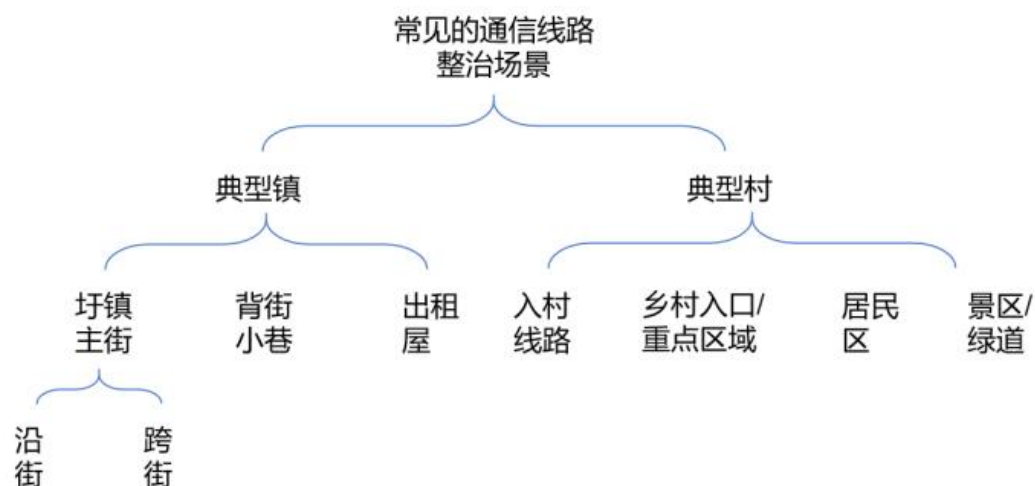 常见的通信线路
整治场景
典型镇
典型村
圩镇
主街
背街
小巷
出租
屋
入村
线路
乡村入口/
重点区域
居民
区
景区/
绿道
沿
街
跨
街